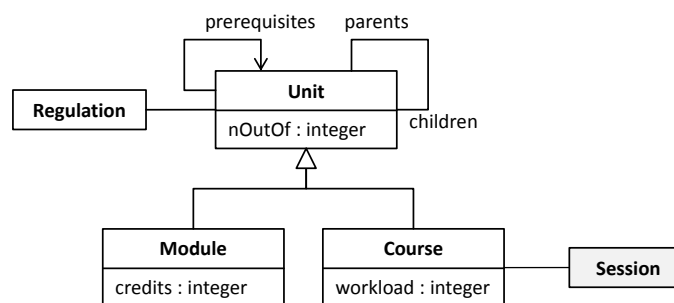 prerequisites
parents
Unit
Regulation
nOutOf : integer
children
Module
Course
credits : integer
workload : integer
Session